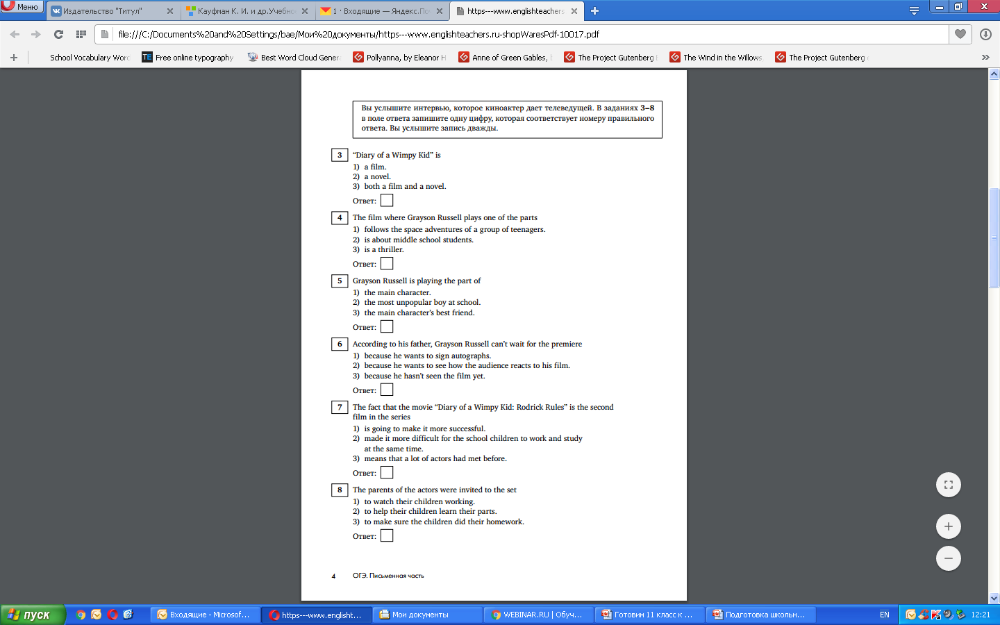 Меню
Издательство "Титул"
Кауфман К. И. и др.Учебно
1 · Входящие — Яндекс.По
https---www.englishteachers
file:///C:/Documents%20and%20Settings/bae/Мои%20документы/https---www.englishteachers.ru-shopWaresPdf-10017.pdf
School Vocabulary Word
Free online typography
Best Word Cloud Gener
Pollyanna, by Eleanor H
Anne of Green Gables,
The Project Gutenberg
The Wind in the Willows
The Project Gutenberg
Вы услышите интервью, которое киноактер дает телеведущей. В заданиях 3–8
в поле ответа запишите одну цифру, которая соответствует номеру правильного
ответа. Вы услышите запись дважды.
3 “Diary of a Wimpy Kid” is
1) a film.
2) a novel.
3) both a film and a novel.
Ответ:
4 The film where Grayson Russell plays one of the parts
1) follows the space adventures of a group of teenagers.
2) is about middle school students.
3) is a thriller.
Ответ:
5 Grayson Russell is playing the part of
1) the main character.
2) the most unpopular boy at school.
3) the main character’s best friend.
Ответ:
6 According to his father, Grayson Russell can’t wait for the premiere
1) because he wants to sign autographs.
2) because he wants to see how the audience reacts to his film.
3) because he hasn’t seen the film yet.
Ответ:
7 The fact that the movie “Diary of a Wimpy Kid: Rodrick Rules” is the second
film in the series
1) is going to make it more successful.
2) made it more difficult for the school children to work and study
at the same time.
3) means that a lot of actors had met before.
Ответ:
8 The parents of the actors were invited to the set
1) to watch their children working.
2) to help their children learn their parts.
3) to make sure the children did their homework.
Ответ:
4 ОГЭ. Письменная часть
пуск
Входящие - Microsof...
https---www.englisht...
Мои документы
WEBINAR.RU | Обуч...
Готовим 11 класс к ...
Подготовка школьн...
EN
12:21